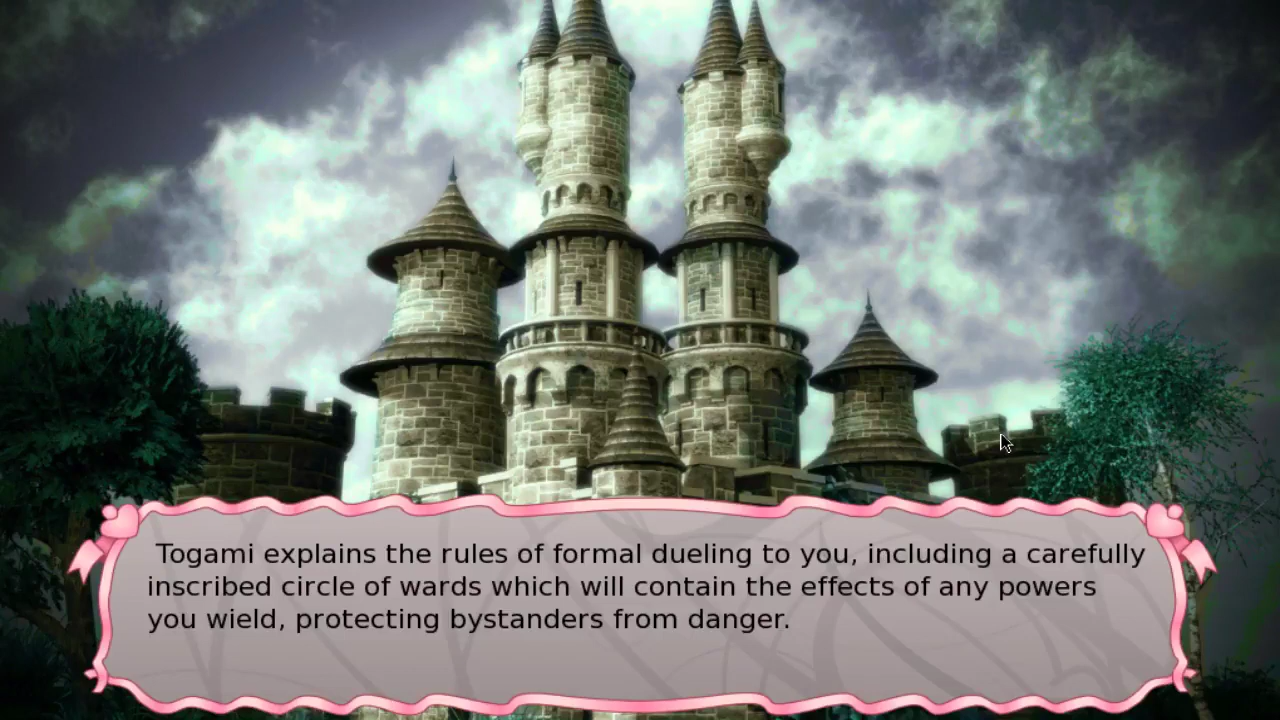 Togami explains the rules of formal dueling to you, including a carefully
inscribed circle of wards which will contain the effects of any powers
you wield, protecting bystanders from danger.